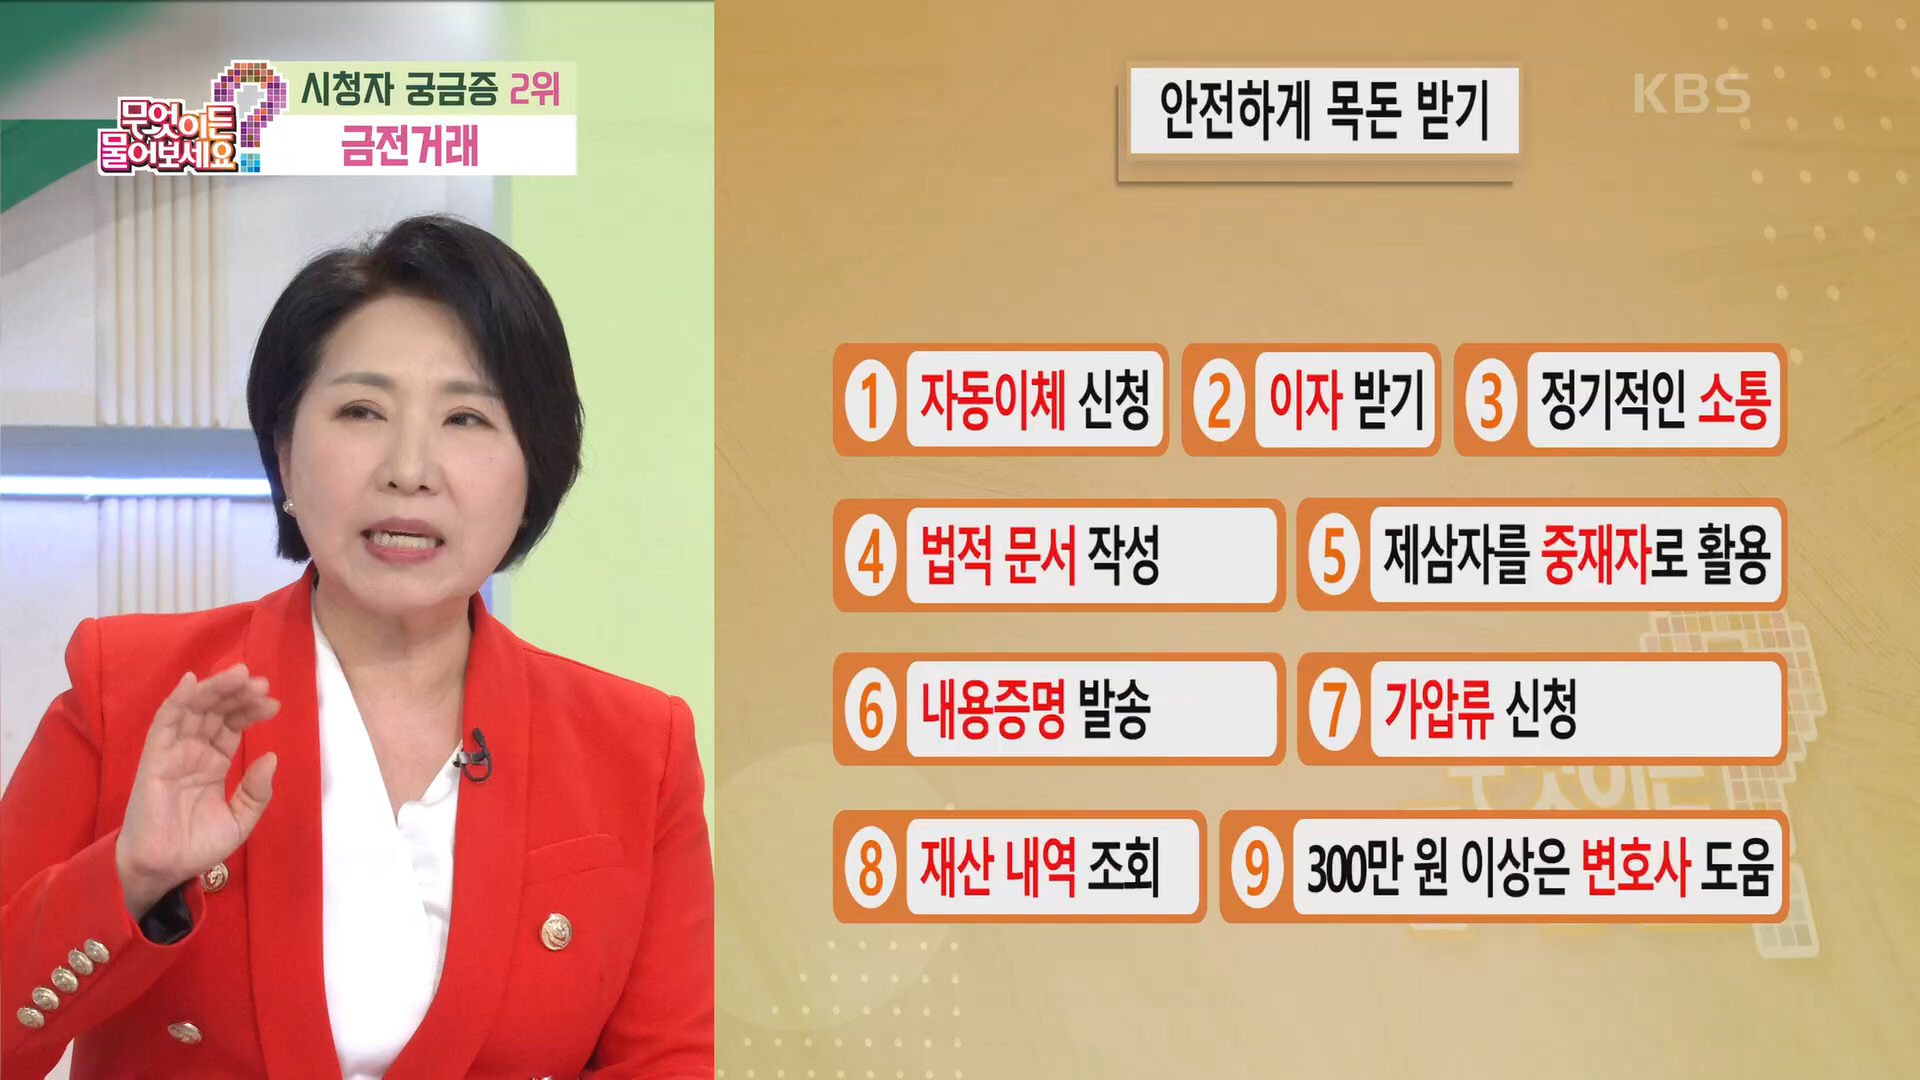 시청자 궁금증 2위
무엇이든
물어보세요
금전거래
안전하게 목돈 받기
KBS
1 자동이체 신청
2 이자 받기
3 정기적인 소통
4 법적 문서 작성
5 제삼자를 중재자로 활용
6 내용증명 발송
7 가압류 신청
8 재산 내역 조회
9 300만 원 이상은 변호사 도움
무엇이든